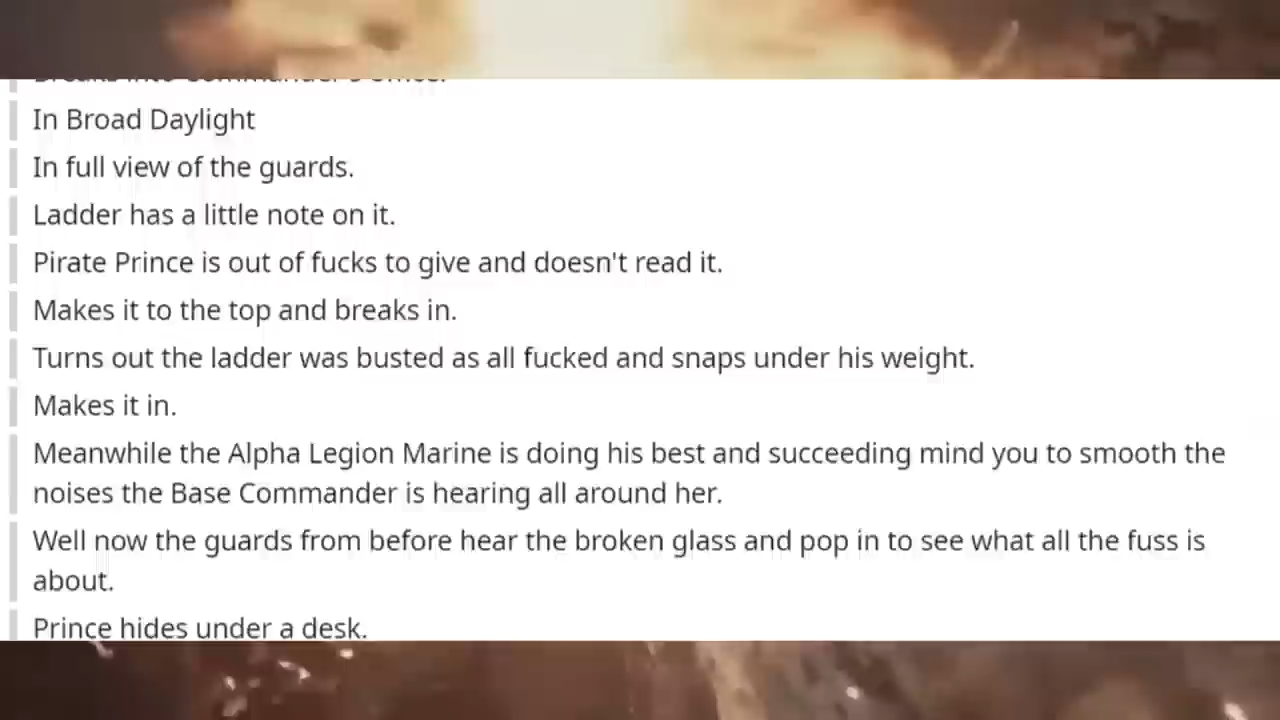 In Broad Daylight
In full view of the guards.
Ladder has a little note on it.
Pirate Prince is out of fucks to give and doesn't read it.
Makes it to the top and breaks in.
Turns out the ladder was busted as all fucked and snaps under his weight.
Makes it in.
Meanwhile the Alpha Legion Marine is doing his best and succeeding mind you to smooth the
noises the Base Commander is hearing all around her.
Well now the guards from before hear the broken glass and pop in to see what all the fuss is
about.
Prince hides under a desk.